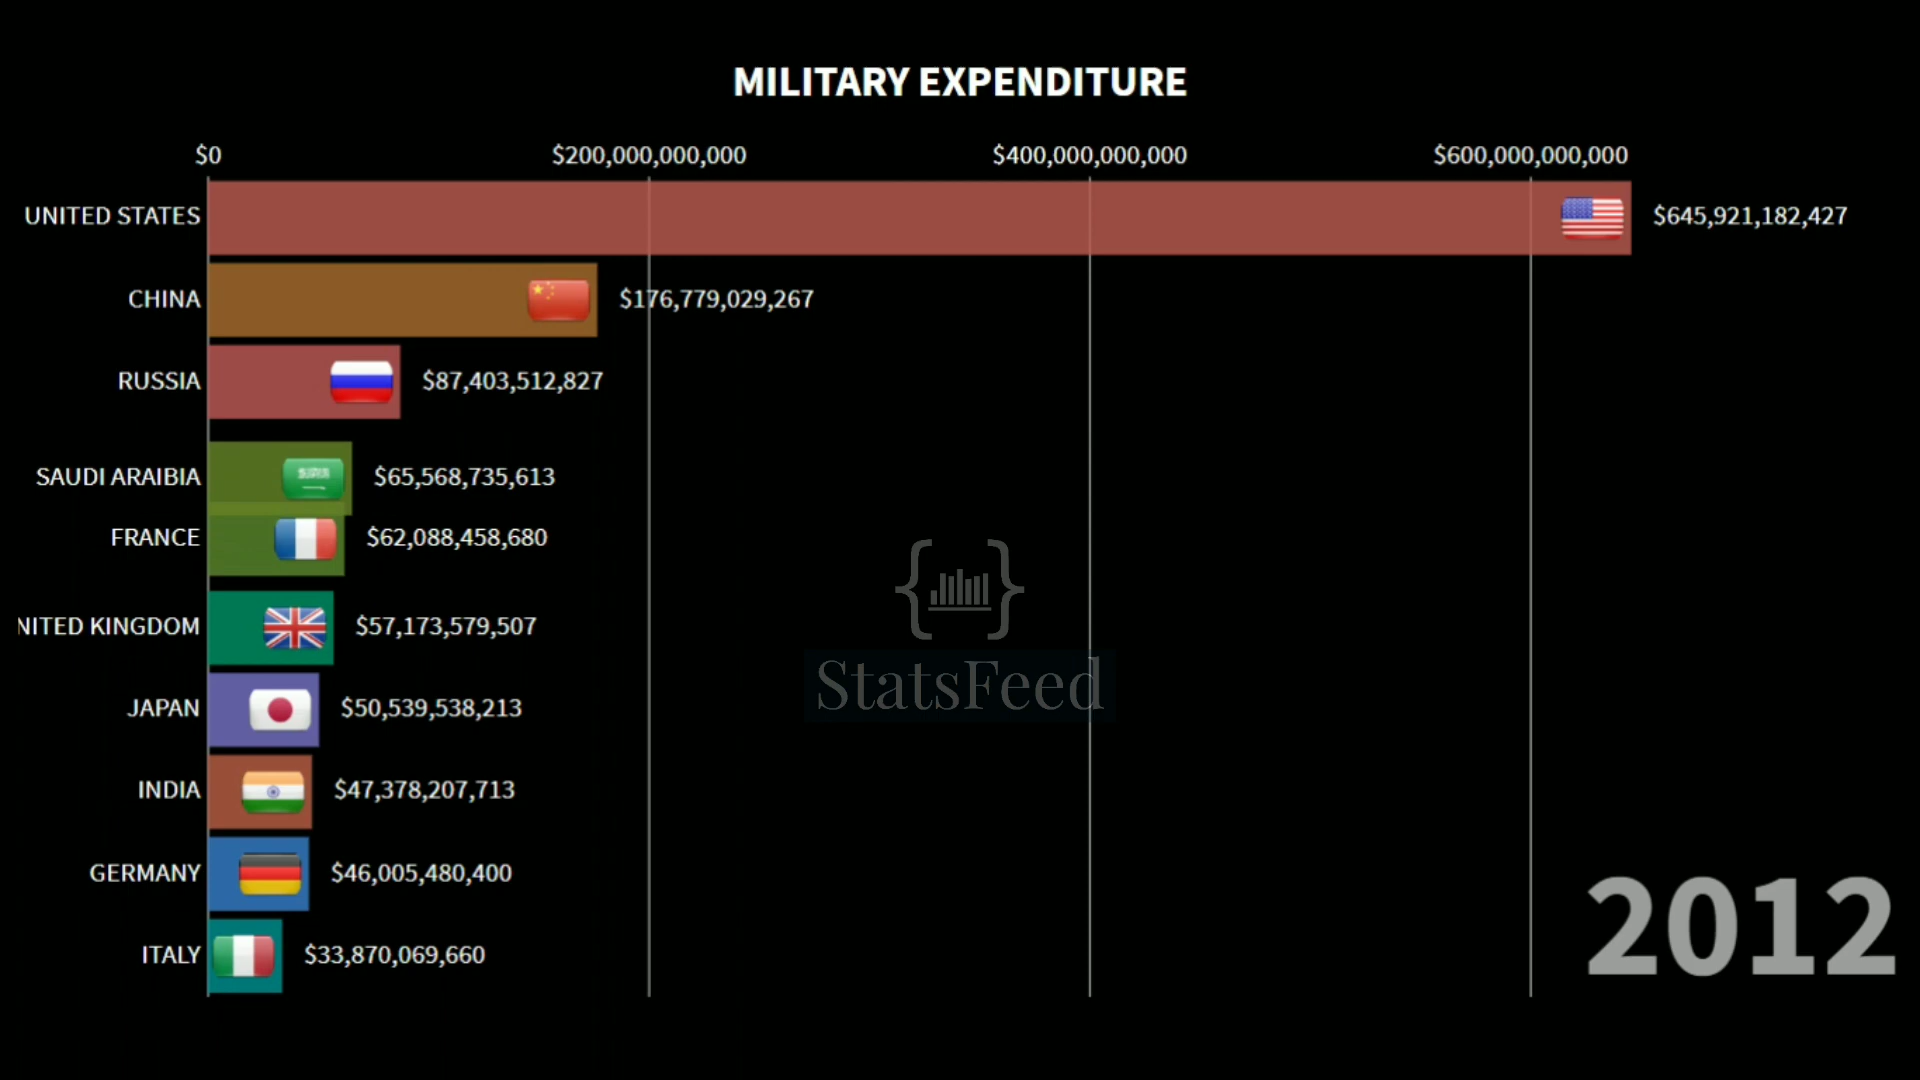 MILITARY EXPENDITURE
$0 $200,000,000,000 $400,000,000,000 $600,000,000,000
UNITED STATES $645,921,182,427
CHINA $176,779,029,267
RUSSIA $87,403,512,827
SAUDI ARAIBIA $65,568,735,613
FRANCE $62,088,458,680
NITED KINGDOM $57,173,579,507
StatsFeed
JAPAN $50,539,538,213
INDIA $47,378,207,713
GERMANY $46,005,480,400
2012
ITALY $33,870,069,660